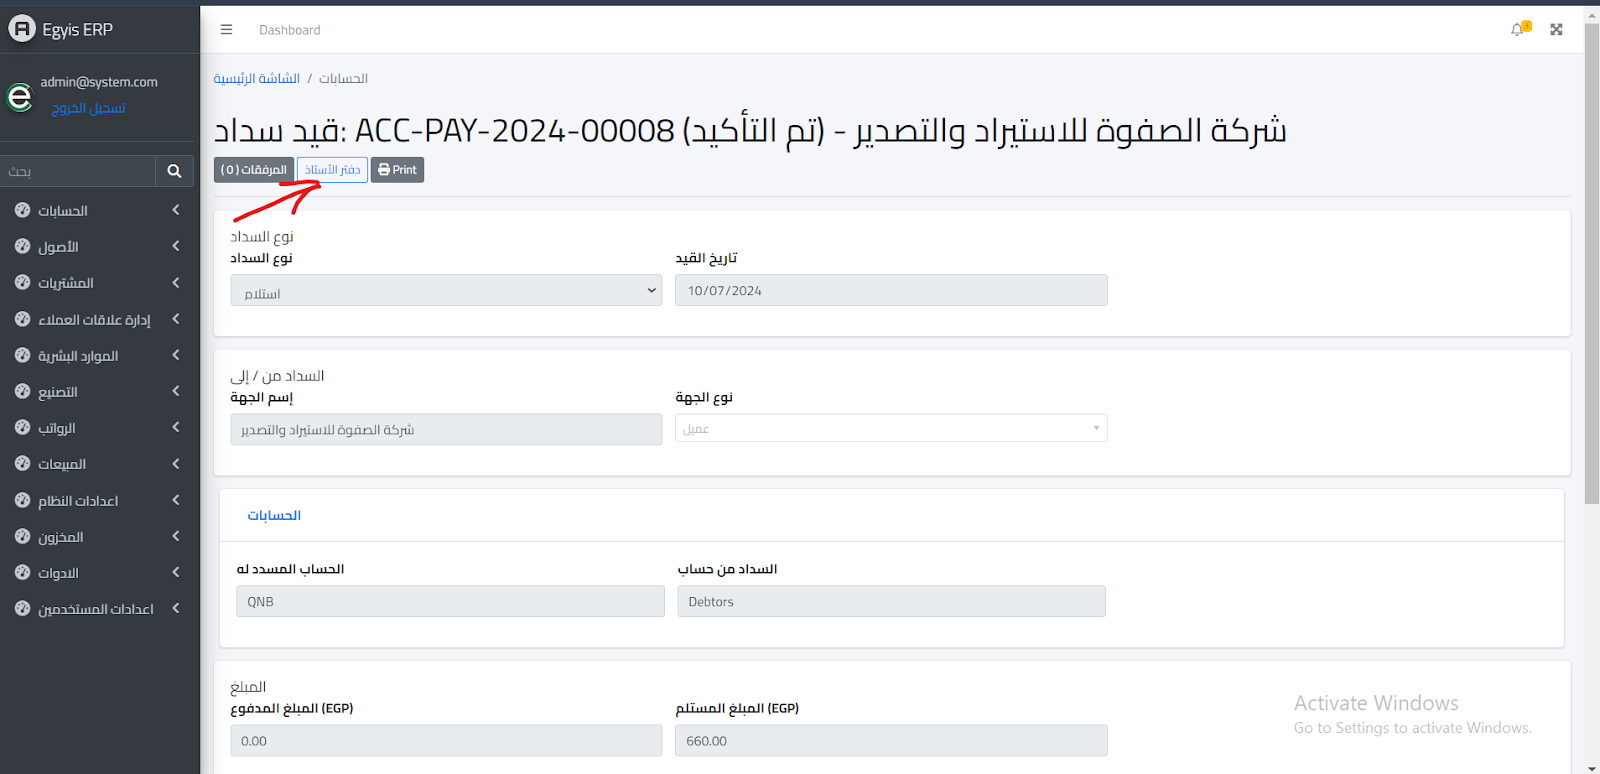 Egyis ERP
admin@system.com
تسجيل الخروج
بحث
الحسابات
الأصول
المشتريات
إدارة علاقات العملاء
الموارد البشرية
التصنيع
الرواتب
المبيعات
اعدادات النظام
المخزون
الادوات
اعدادات المستخدمين
Dashboard
3
الشاشة الرئيسية / الحسابات
قيد سداد: ACC-PAY-2024-00008 (تم التأكيد) - شركة الصفوة للاستيراد والتصدير
المرفقات ( 0 ) دفتر الأستاذ Print
نوع السداد
نوع السداد تاريخ القيد
استلام 10/07/2024
السداد من / إلى
إسم الجهة نوع الجهة
شركة الصفوة للاستيراد والتصدير عميل
الحسابات
الحساب المسدد له السداد من حساب
QNB Debtors
المبلغ
المبلغ المدفوع (EGP) المبلغ المستلم (EGP)
0.00 660.00
Activate Windows
Go to Settings to activate Windows.